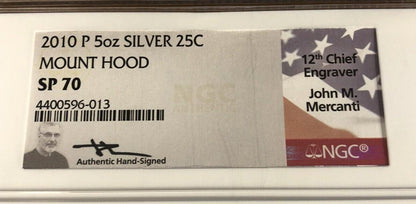 2010 P 5oz SILVER 25C
MOUNT HOOD
SP 70
4400596-013
NGC
Authentic Hand-Signed
12th Chief
Engraver
John M.
Mercanti
NGC®